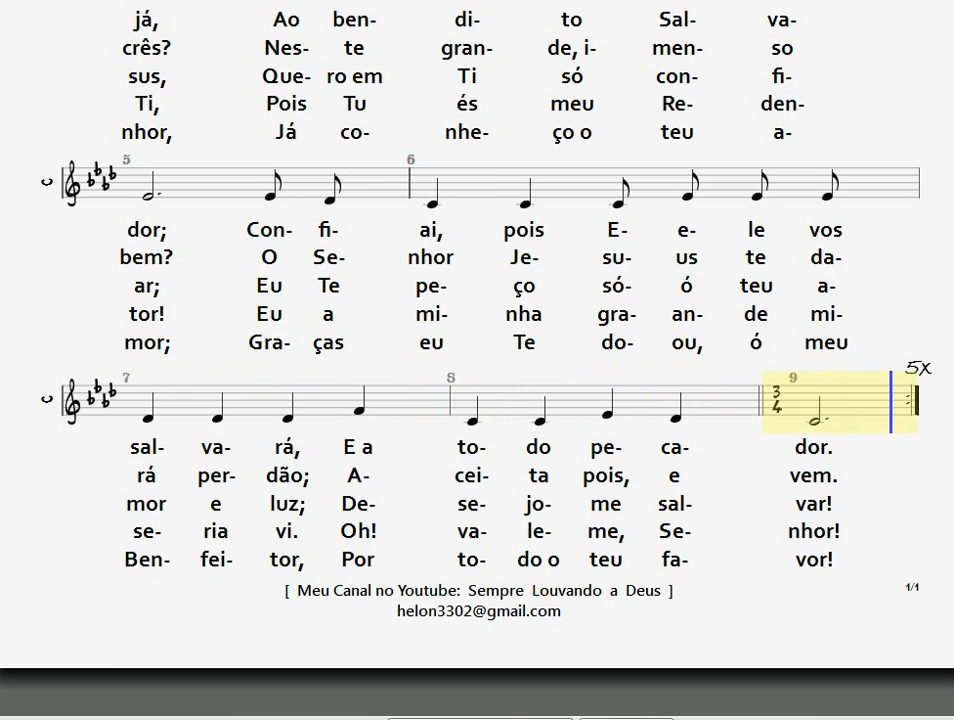 já, Ao ben- di- to Sal- va-
crês? Nes- te gran- de, i- men- so
sus, Que- ro em Ti só con- fi-
Ti, Pois Tu és meu Re- den-
nhor, Já co- nhe- ço o teu a-
5 6
dor; Con- fi- ai, pois E- e- le vos
bem? O Se- nhor Je- su- us te da-
ar; Eu Te pe- ço só- ó teu a-
tor! Eu a mi- nha gra- an- de mi-
mor; Gra- ças eu Te do- ou, ó meu
5X
7 8 9
3
4
sal- va- rá, E a to- do pe- ca- dor.
rá per- dão; A- cei- ta pois, e vem.
mor e luz; De- se- jo- me sal- var!
se- ria vi. Oh! va- le- me, Se- nhor!
Ben- fei- tor, Por to- do o teu fa- vor!
[ Meu Canal no Youtube: Sempre Louvando a Deus ]
1/1
helon3302@gmail.com